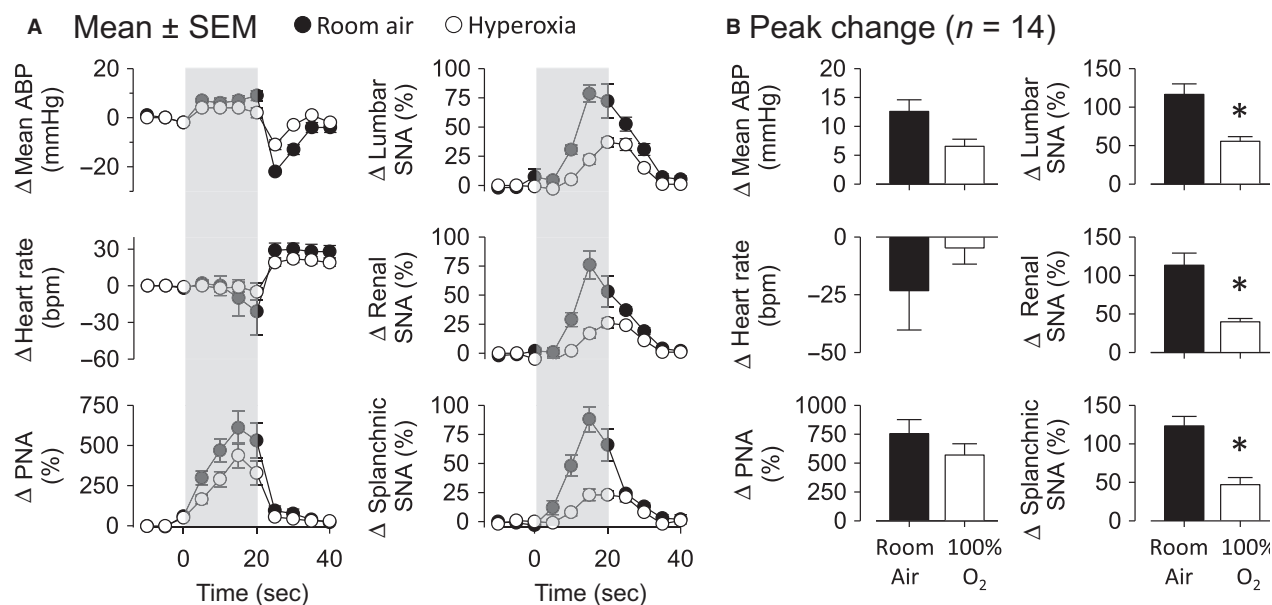 A Mean ± SEM
Room air
Hyperoxia
Δ Mean ABP
(mmHg)
20
0
−20
Δ Lumbar
SNA (%)
100
75
50
25
0
Δ Heart rate
(bpm)
30
0
−30
−60
Δ Renal
SNA (%)
100
75
50
25
0
Δ PNA
(%)
750
500
250
0
Δ Splanchnic
SNA (%)
100
75
50
25
0
0 20 40
Time (sec)
0 20 40
Time (sec)
B Peak change (n = 14)
Δ Mean ABP
(mmHg)
20
15
10
5
0
Δ Lumbar
SNA (%)
150
100
50
0
*
Δ Heart rate
(bpm)
0
−25
−50
Δ Renal
SNA (%)
150
100
50
0
*
Δ PNA
(%)
1000
750
500
250
0
Δ Splanchnic
SNA (%)
150
100
50
0
*
Room 100%
Air O₂
Room 100%
Air O₂